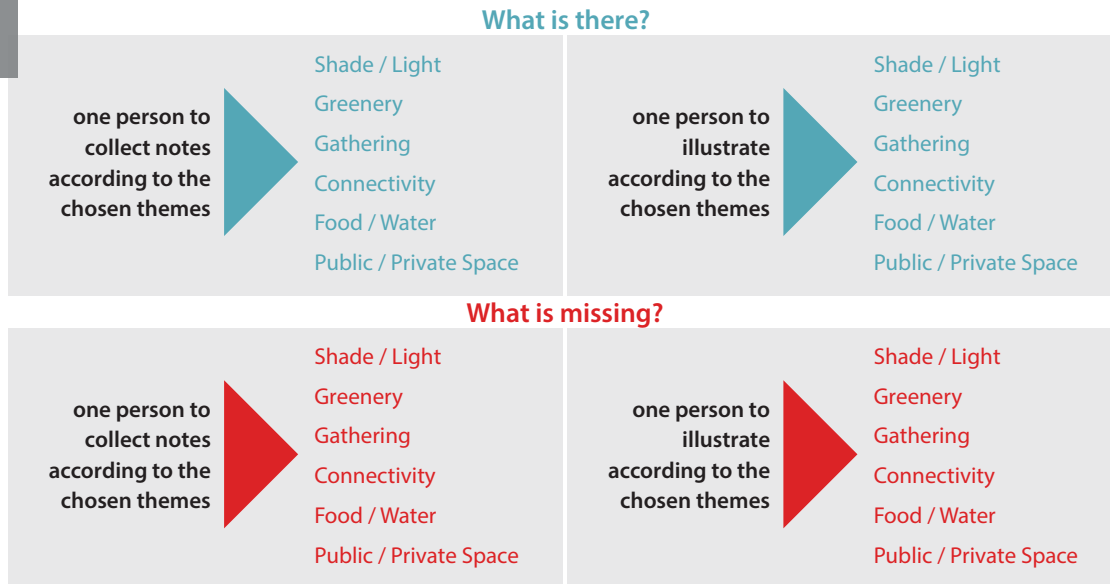 What is there?
one person to
collect notes
according to the
chosen themes
Shade / Light
Greenery
Gathering
Connectivity
Food / Water
Public / Private Space
one person to
illustrate
according to the
chosen themes
Shade / Light
Greenery
Gathering
Connectivity
Food / Water
Public / Private Space
What is missing?
one person to
collect notes
according to the
chosen themes
Shade / Light
Greenery
Gathering
Connectivity
Food / Water
Public / Private Space
one person to
illustrate
according to the
chosen themes
Shade / Light
Greenery
Gathering
Connectivity
Food / Water
Public / Private Space